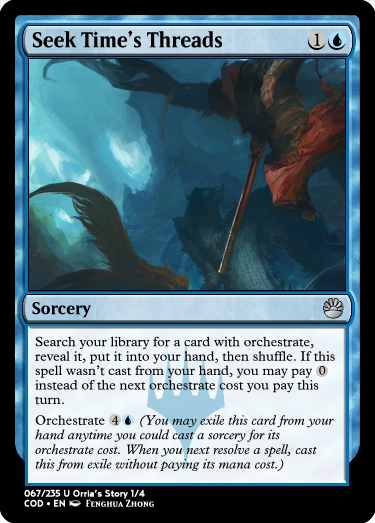 Seek Time's Threads 1
Sorcery
Search your library for a card with orchestrate,
reveal it, put it into your hand, then shuffle. If this
spell wasn't cast from your hand, you may pay 0
instead of the next orchestrate cost you pay this
turn.
Orchestrate 4 (You may exile this card from your
hand anytime you could cast a sorcery for its
orchestrate cost. When you next resolve a spell, cast
this from exile without paying its mana cost.)
067/235 U Orria's Story 1/4
COD • EN Fenghua Zhong